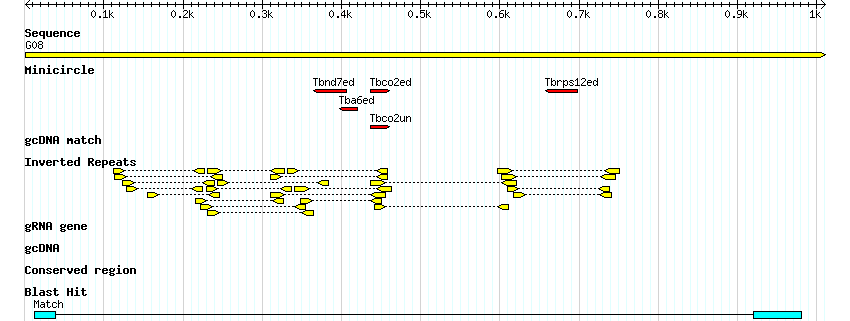 0.1k 0.2k 0.3k 0.4k 0.5k 0.6k 0.7k 0.8k 0.9k 1k
Sequence
G08
Minicircle
Tbnd7ed Tbco2ed Tbrps12ed
Tba6ed
Tbco2un
gcDNA match
Inverted Repeats
gRNA gene
gcDNA
Conserved region
Blast Hit
Match